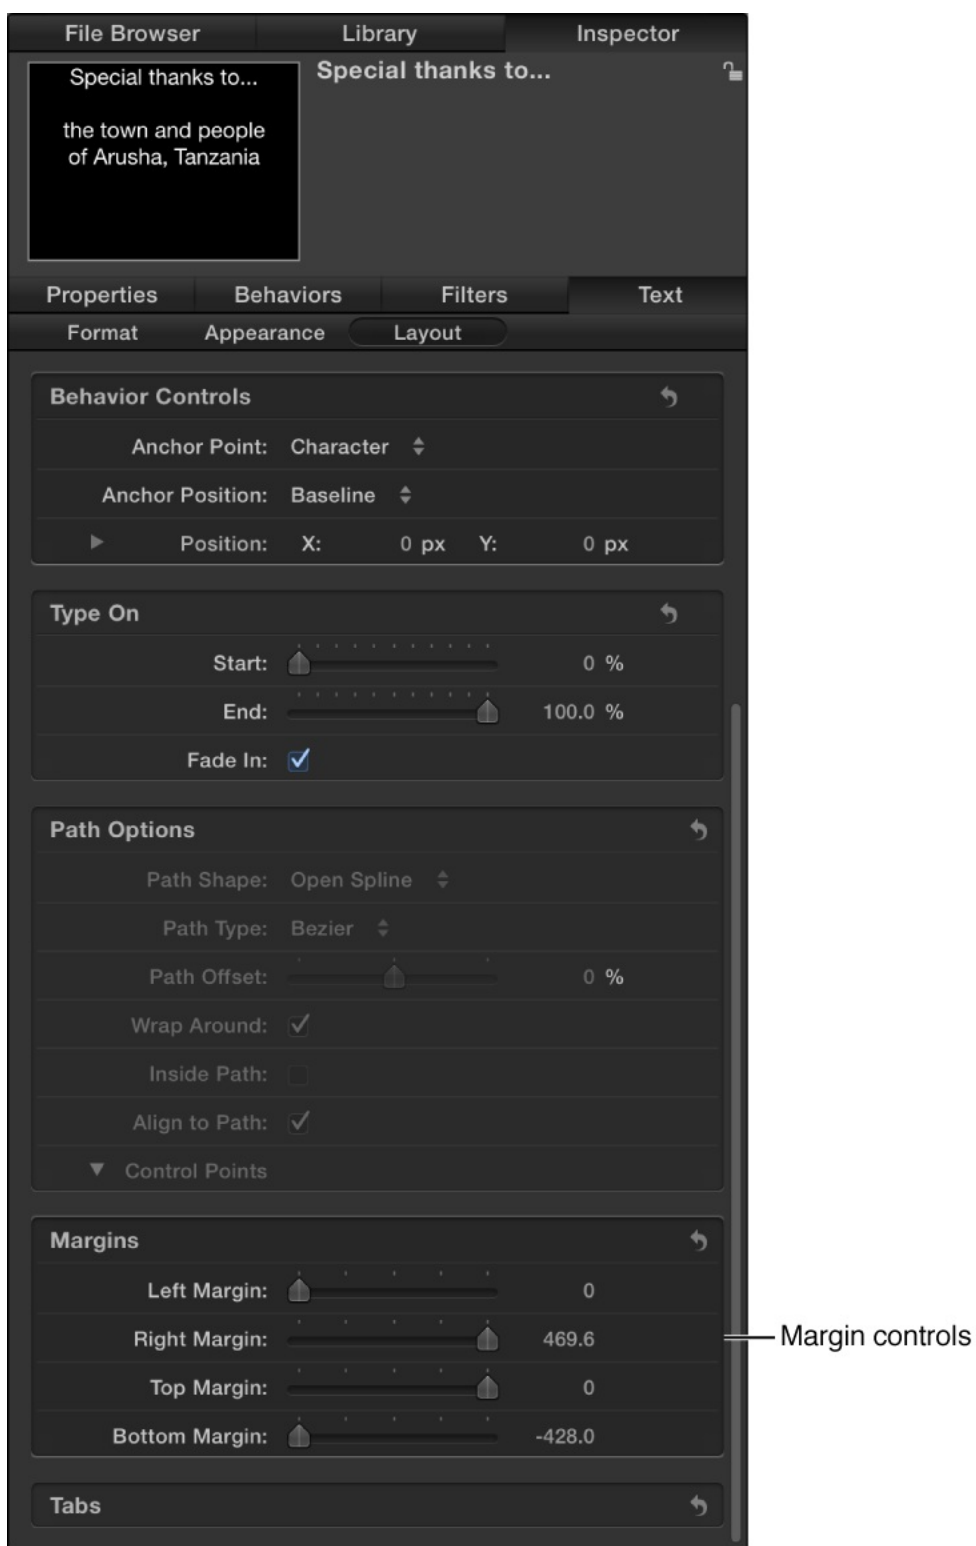 File Browser Library Inspector
Special thanks to...
the town and people
of Arusha, Tanzania
Special thanks to...
Properties Behaviors Filters Text
Format Appearance Layout
Behavior Controls
Anchor Point: Character
Anchor Position: Baseline
Position: X: 0 px Y: 0 px
Type On
Start: 0 %
End: 100.0 %
Fade In:
Path Options
Path Shape: Open Spline
Path Type: Bezier
Path Offset: 0 %
Wrap Around:
Inside Path:
Align to Path:
Control Points
Margins
Left Margin: 0
Right Margin: 469.6
Margin controls
Top Margin: 0
Bottom Margin: -428.0
Tabs